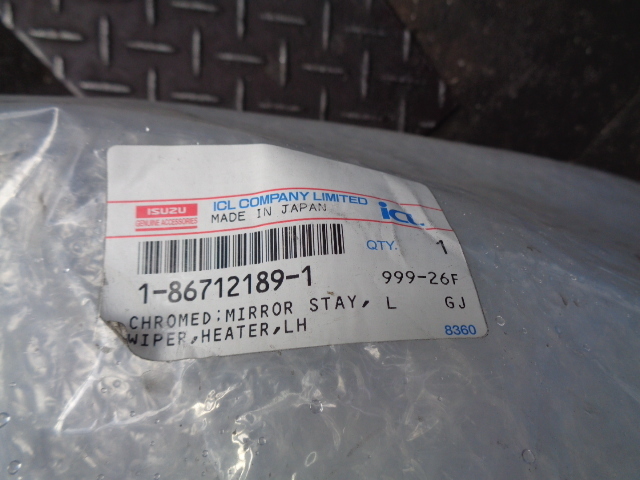 ISUZU
GENUINE ACCESSORIES
ICL COMPANY LIMITED
MADE IN JAPAN
icL
QTY. 1
1-86712189-1 999-26F
CHROMED;MIRROR STAY, L GJ
WIPER,HEATER,LH
8360